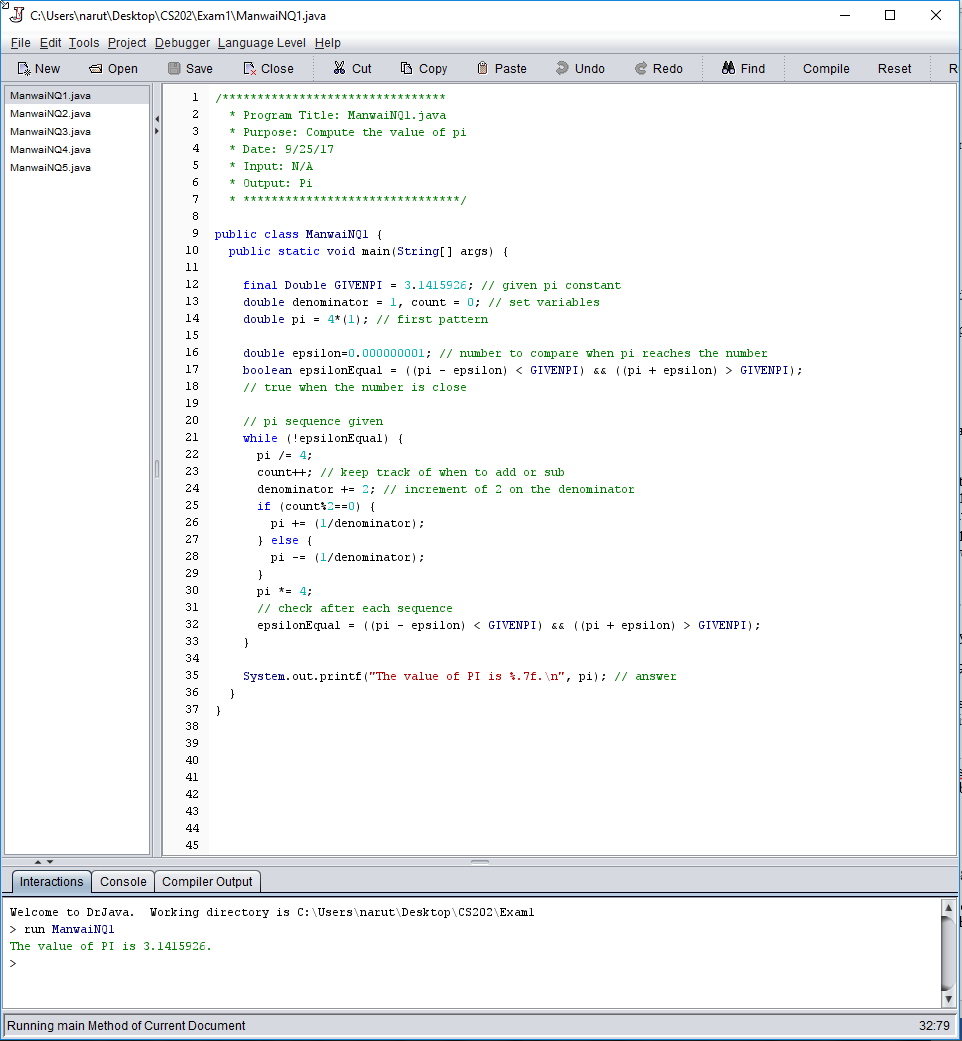 C:\Users\narut\Desktop\CS202\Exam1\ManwaiNQ1.java
File Edit Tools Project Debugger Language Level Help
New Open Save Close Cut Copy Paste Undo Redo Find Compile Reset
ManwaiNQ1.java
ManwaiNQ2.java
ManwaiNQ3.java
ManwaiNQ4.java
ManwaiNQ5.java
1 /********************************
2 * Program Title: ManwaiNQ1.java
3 * Purpose: Compute the value of pi
4 * Date: 9/25/17
5 * Input: N/A
6 * Output: Pi
7 * *******************************/
8
9 public class ManwaiNQ1 {
10 public static void main(String[] args) {
11
12 final Double GIVENPI = 3.1415926; // given pi constant
13 double denominator = 1, count = 0; // set variables
14 double pi = 4*(1); // first pattern
15
16 double epsilon=0.000000001; // number to compare when pi reaches the number
17 boolean epsilonEqual = ((pi - epsilon) < GIVENPI) && ((pi + epsilon) > GIVENPI);
18 // true when the number is close
19
20 // pi sequence given
21 while (!epsilonEqual) {
22 pi /= 4;
23 count++; // keep track of when to add or sub
24 denominator += 2; // increment of 2 on the denominator
25 if (count%2==0) {
26 pi += (1/denominator);
27 } else {
28 pi -= (1/denominator);
29 }
30 pi *= 4;
31 // check after each sequence
32 epsilonEqual = ((pi - epsilon) < GIVENPI) && ((pi + epsilon) > GIVENPI);
33 }
34
35 System.out.printf("The value of PI is %.7f.\n", pi); // answer
36 }
37 }
38
39
40
41
42
43
44
45
Interactions Console Compiler Output
Welcome to DrJava. Working directory is C:\Users\narut\Desktop\CS202\Exam1
> run ManwaiNQ1
The value of PI is 3.1415926.
>
Running main Method of Current Document 32:79